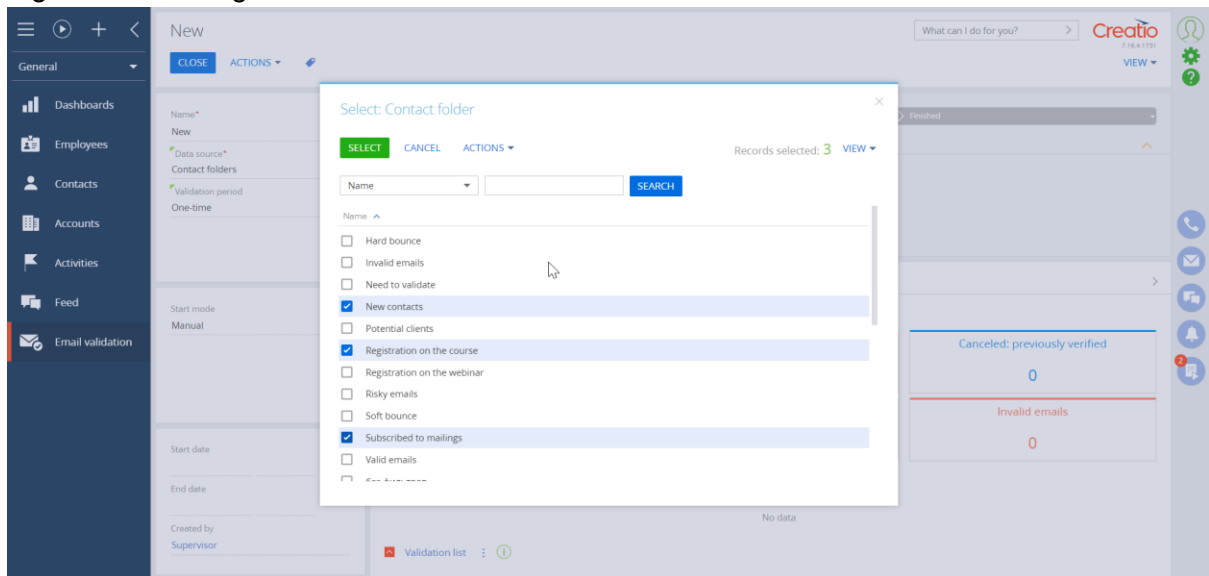 New
What can I do for you?
Creatio
CLOSE ACTIONS
VIEW
General
Dashboards
Employees
Contacts
Accounts
Activities
Feed
Email validation
Name*
New
Data source*
Contact folders
Validation period
One-time
Start mode
Manual
Start date
End date
Created by
Supervisor
Select: Contact folder
SELECT CANCEL ACTIONS
Records selected: 3 VIEW
Name SEARCH
Name
Hard bounce
Invalid emails
Need to validate
New contacts
Potential clients
Registration on the course
Registration on the webinar
Risky emails
Soft bounce
Subscribed to mailings
Valid emails
Finished
Canceled: previously verified
0
Invalid emails
0
2
No data
Validation list